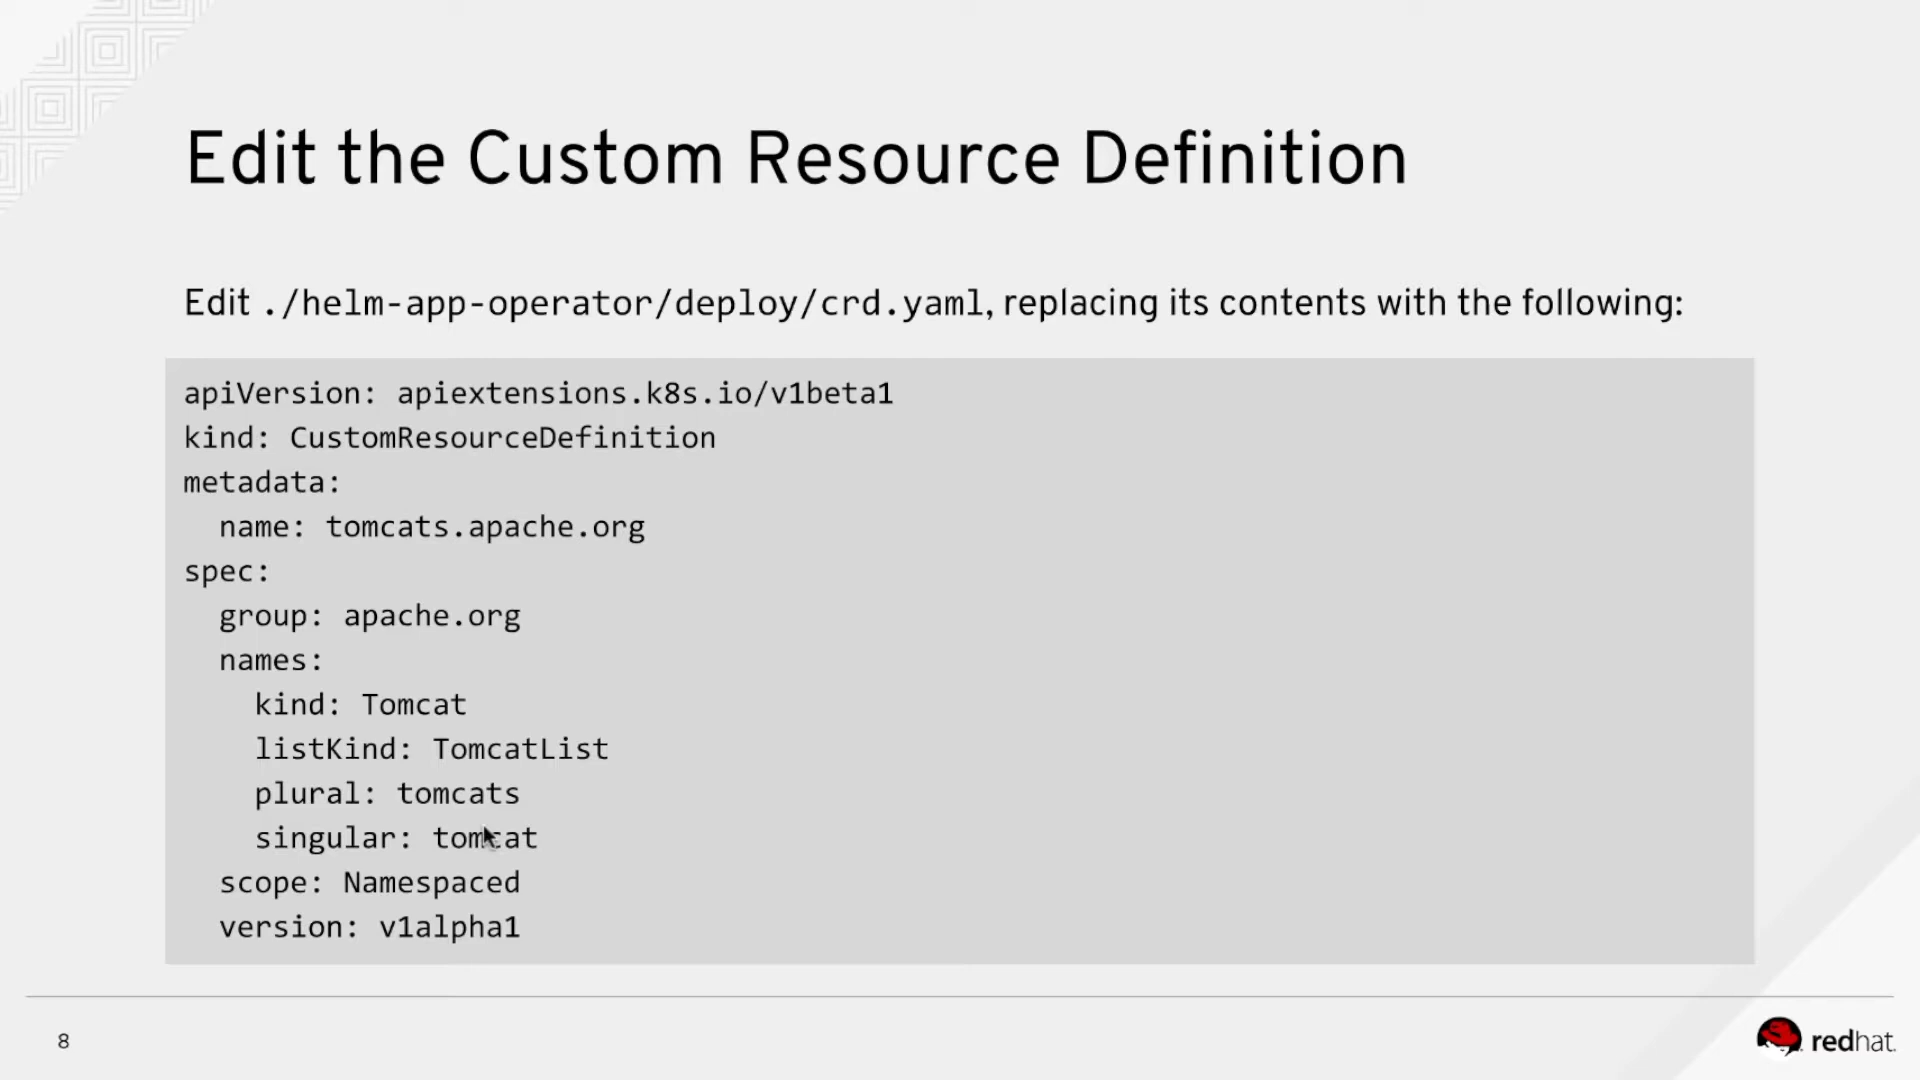 Edit the Custom Resource Definition
Edit ./helm-app-operator/deploy/crd.yaml, replacing its contents with the following:
apiVersion: apiextensions.k8s.io/v1beta1
kind: CustomResourceDefinition
metadata:
  name: tomcats.apache.org
spec:
  group: apache.org
  names:
    kind: Tomcat
    listKind: TomcatList
    plural: tomcats
    singular: tomcat
  scope: Namespaced
  version: v1alpha1
8
redhat.